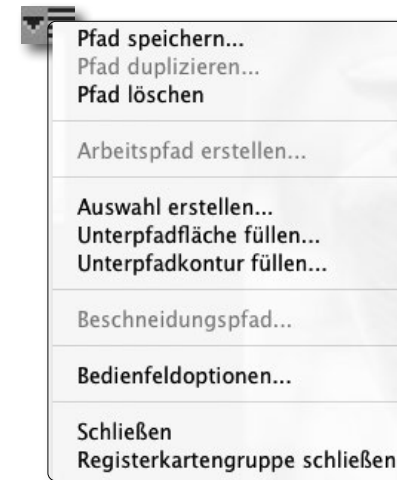 Pfad speichern...
Pfad duplizieren...
Pfad löschen
Arbeitspfad erstellen...
Auswahl erstellen...
Unterpfadfläche füllen...
Unterpfadkontur füllen...
Beschneidungspfad...
Bedienfeldoptionen...
Schließen
Registerkartengruppe schließen